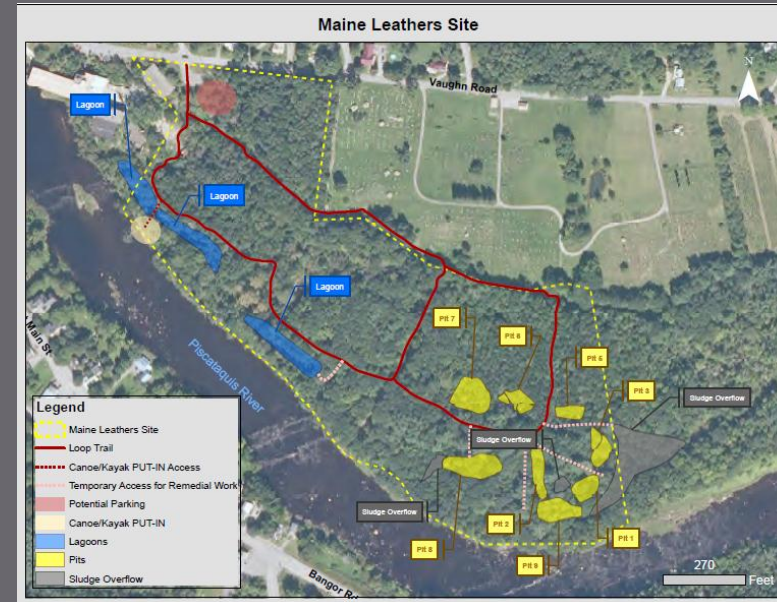 Maine Leathers Site
N
Vaughn Road
Lagoon
Lagoon
Lagoon
Piscataquis River
Main St
Pit 7
Pit 6
Pit 5
Pit 3
Sludge Overflow
Sludge Overflow
Sludge Overflow
Pit 8
Pit 2
Pit 9
Pit 1
Bangor Rd
270
Feet
Legend
Maine Leathers Site
Loop Trail
Canoe/Kayak PUT-IN Access
Temporary Access for Remedial Work
Potential Parking
Canoe/Kayak PUT-IN
Lagoons
Pits
Sludge Overflow